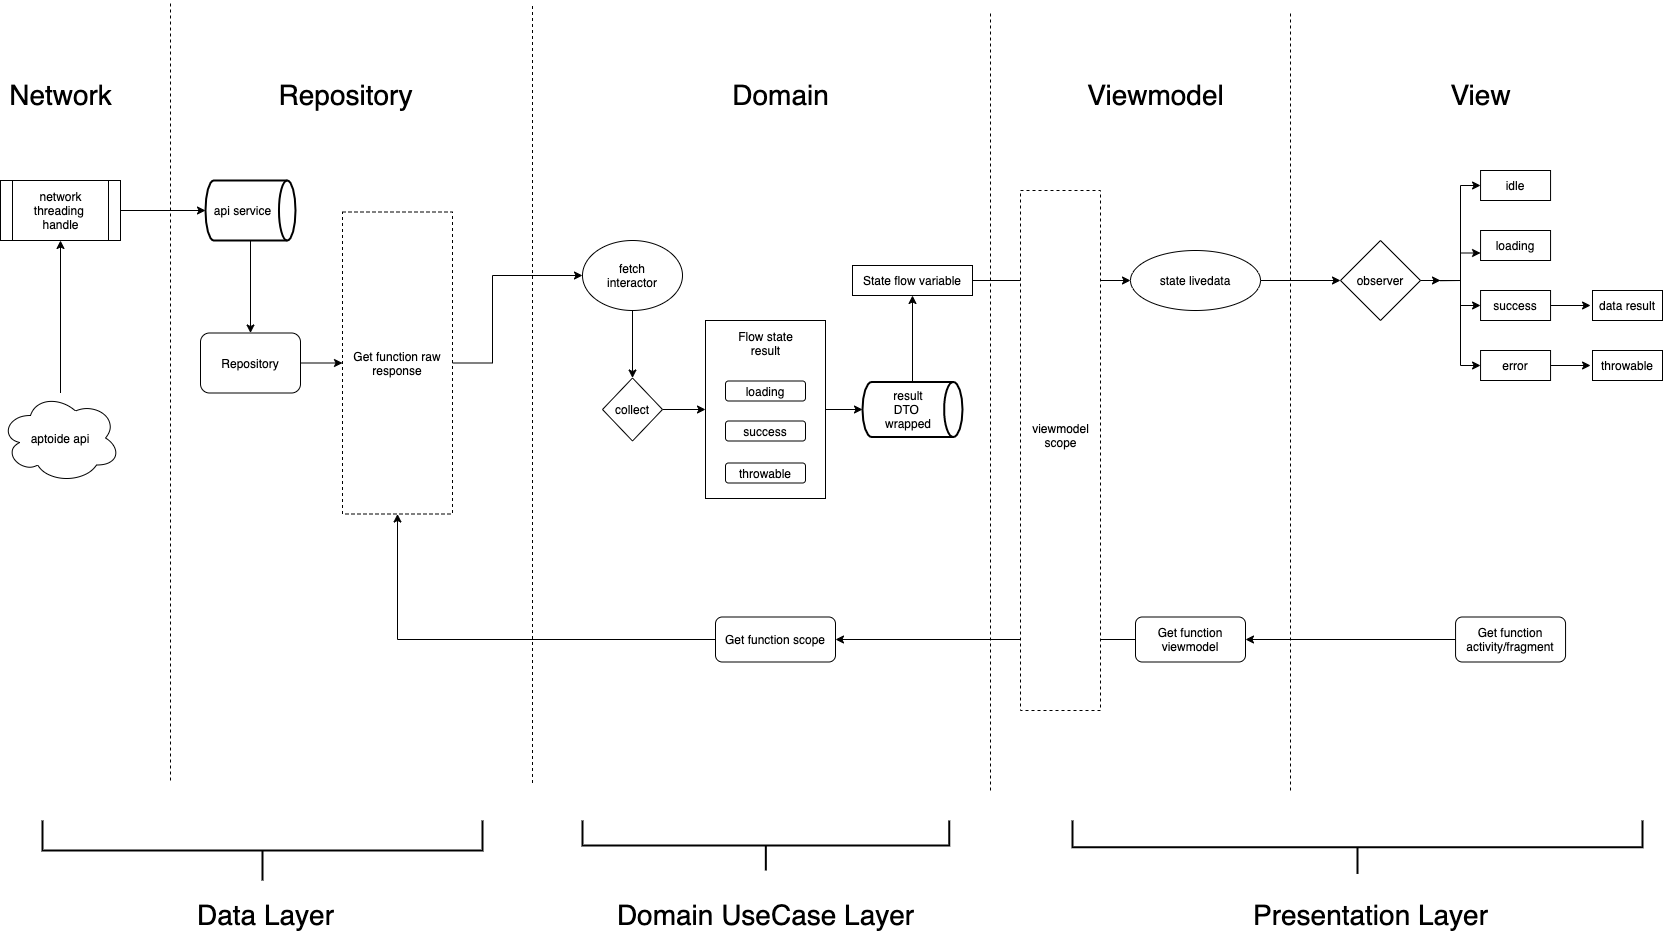 Network
Repository
Domain
Viewmodel
View
network
threading
handle
api service
Repository
aptoide api
Get function raw
response
fetch
interactor
collect
Flow state
result
loading
success
throwable
result
DTO
wrapped
State flow variable
viewmodel
scope
state livedata
observer
idle
loading
success
data result
error
throwable
Get function scope
Get function
viewmodel
Get function
activity/fragment
Data Layer
Domain UseCase Layer
Presentation Layer